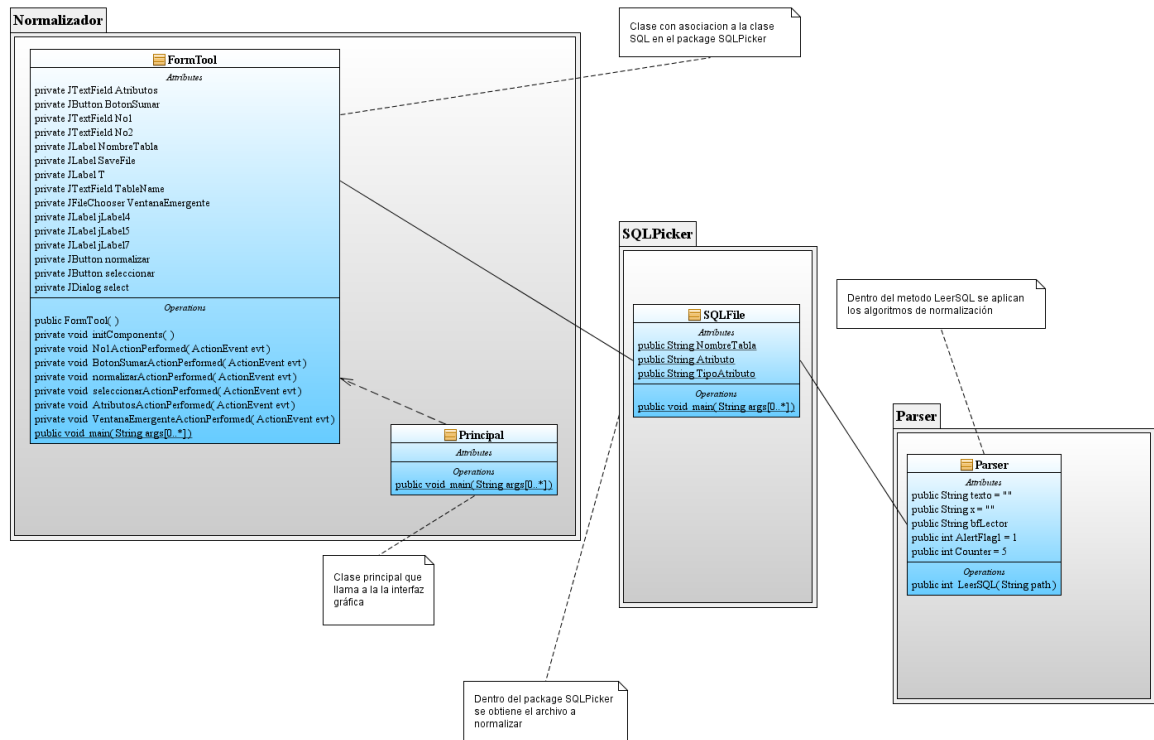 Normalizador
FormTool
Attributes
private JTextField Atributos
private JButton BotonSumar
private JTextField No1
private JTextField No2
private JLabel NombreTabla
private JLabel SaveFile
private JLabel T
private JTextField TableName
private JFileChooser VentanaEmergente
private JLabel jLabel4
private JLabel jLabel5
private JLabel jLabel7
private JButton normalizar
private JButton seleccionar
private JDialog select
Operations
public FormTool( )
private void initComponents( )
private void No1ActionPerformed( ActionEvent evt )
private void BotonSumarActionPerformed( ActionEvent evt )
private void normalizarActionPerformed( ActionEvent evt )
private void seleccionarActionPerformed( ActionEvent evt )
private void AtributosActionPerformed( ActionEvent evt )
private void VentanaEmergenteActionPerformed( ActionEvent evt )
public void main( String args[0..*] )
Principal
Attributes
Operations
public void main( String args[0..*] )
Clase con asociacion a la clase
SQL en el package SQLPicker
SQLPicker
SQLFile
Attributes
public String NombreTabla
public String Atributo
public String TipoAtributo
Operations
public void main( String args[0..*] )
Dentro del metodo LeerSQL se aplican
los algoritmos de normalización
Parser
Parser
Attributes
public String texto = ""
public String x = ""
public String bfLector
public int AlertFlag1 = 1
public int Counter = 5
Operations
public int LeerSQL( String path )
Clase principal que
llama a la la interfaz
gráfica
Dentro del package SQLPicker
se obtiene el archivo a
normalizar